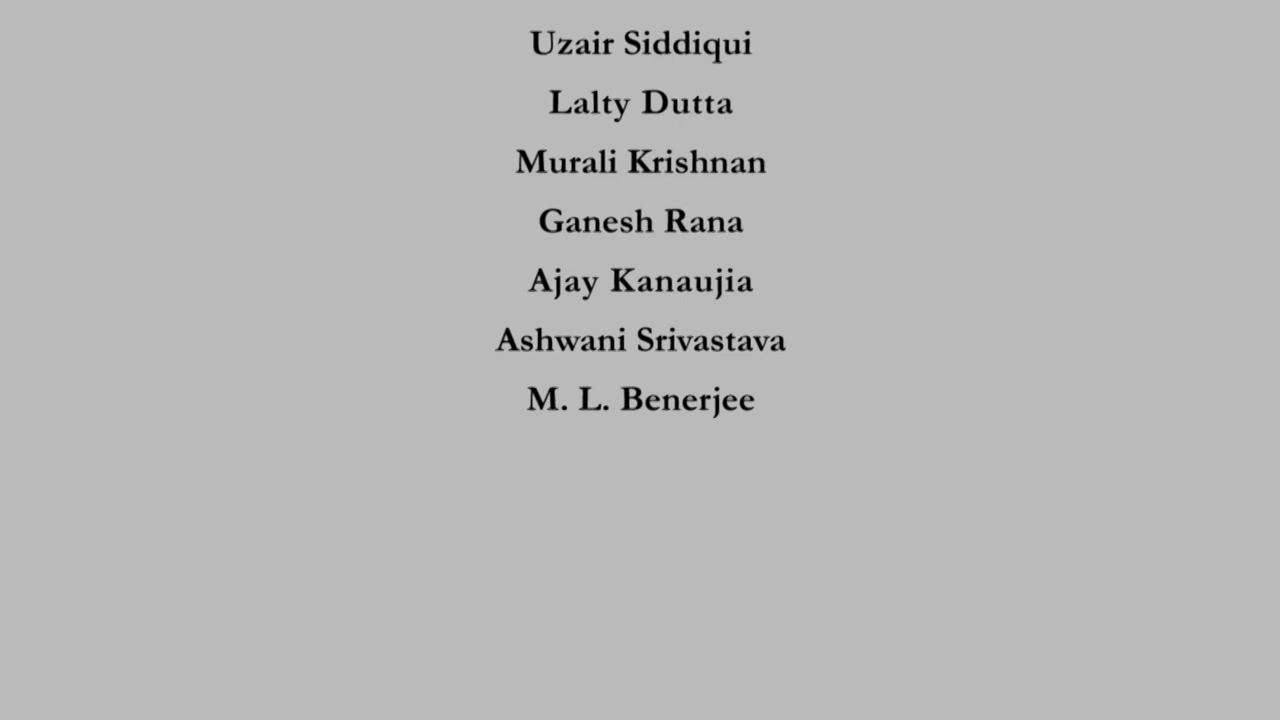 Uzair Siddiqui
Lalty Dutta
Murali Krishnan
Ganesh Rana
Ajay Kanaujia
Ashwani Srivastava
M. L. Benerjee